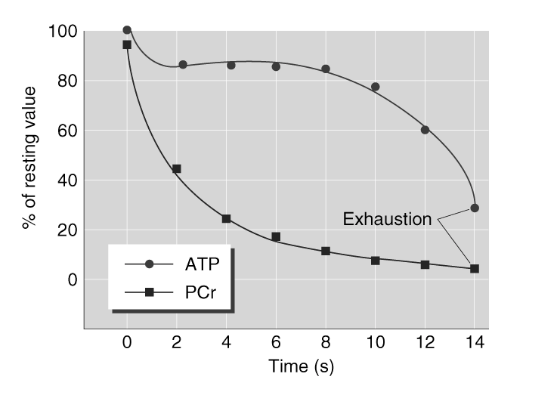 100
80
60
40
20
0
% of resting value
Exhaustion
ATP
PCr
0 2 4 6 8 10 12 14
Time (s)